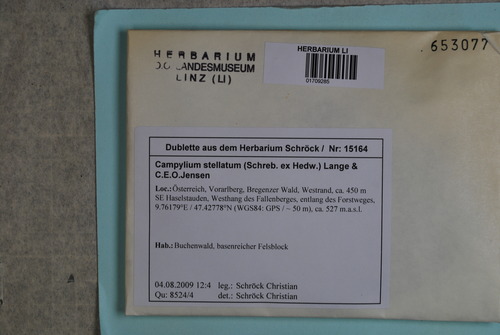 HERBARIUM
O.Ö. LANDESMUSEUM
LINZ (LI)
HERBARIUM LI
01709285
653077
Dublette aus dem Herbarium Schröck / Nr: 15164
Campylium stellatum (Schreb. ex Hedw.) Lange &
C.E.O.Jensen
Loc.:Österreich, Vorarlberg, Bregenzer Wald, Westrand, ca. 450 m
SE Haselstauden, Westhang des Fallenberges, entlang des Forstweges,
9.76179°E / 47.42778°N (WGS84: GPS / ~ 50 m), ca. 527 m.a.s.l.
Hab.:Buchenwald, basenreicher Felsblock
04.08.2009 12:4 leg.: Schröck Christian
Qu: 8524/4 det.: Schröck Christian